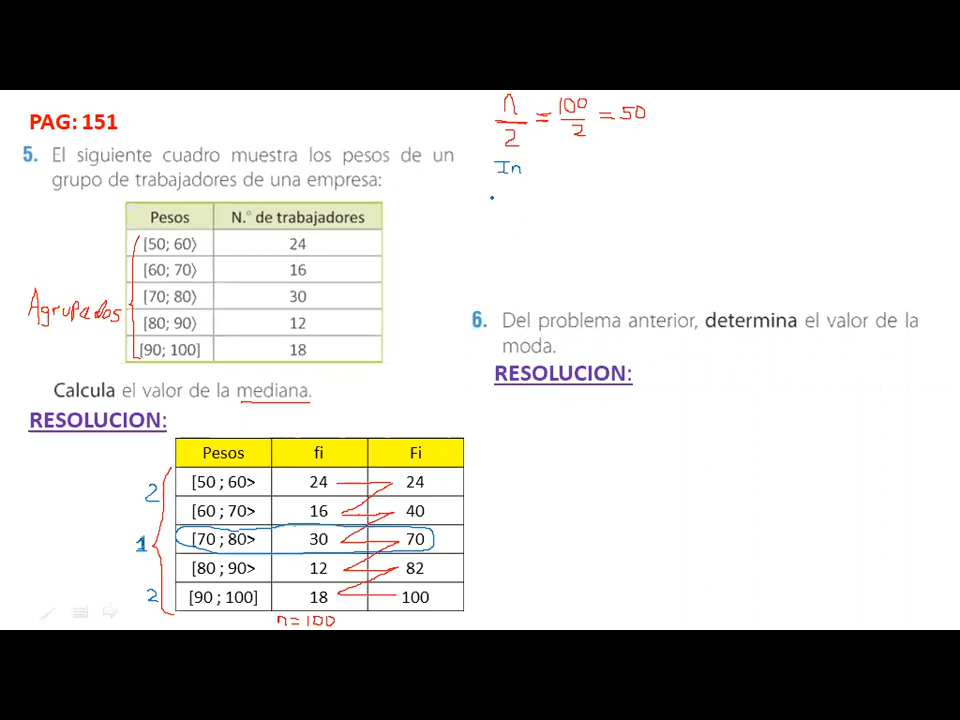 PAG: 151
5. El siguiente cuadro muestra los pesos de un
grupo de trabajadores de una empresa:
Pesos N.° de trabajadores
[50; 60⟩ 24
[60; 70⟩ 16
[70; 80⟩ 30
[80; 90⟩ 12
[90; 100] 18
Agrupados
Calcula el valor de la mediana.
RESOLUCION:
Pesos fi Fi
[50 ; 60> 24 24
[60 ; 70> 16 40
[70 ; 80> 30 70
[80 ; 90> 12 82
[90 ; 100] 18 100
2
1
2
n=100
n/2 = 100/2 = 50
In
6. Del problema anterior, determina el valor de la
moda.
RESOLUCION: